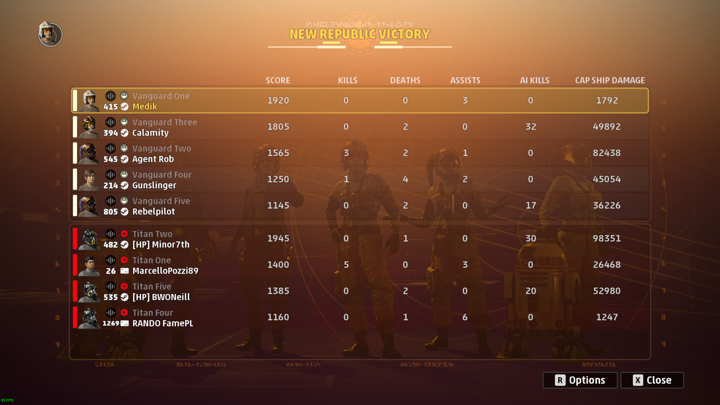 NEW REPUBLIC VICTORY
SCORE KILLS DEATHS ASSISTS AI KILLS CAP SHIP DAMAGE
Vanguard One
415 Medik 1920 0 0 3 0 1792
Vanguard Three
394 Calamity 1805 0 2 0 32 49892
Vanguard Two
545 Agent Rob 1565 3 2 1 0 82438
Vanguard Four
214 Gunslinger 1250 1 4 2 0 45054
Vanguard Five
805 Rebelpilot 1145 0 2 0 17 36226
Titan Two
482 [HP] Minor7th 1945 0 1 0 30 98351
Titan One
26 MarcelloPozzi89 1400 5 0 3 0 26468
Titan Five
535 [HP] BWONeill 1385 0 2 0 20 52980
Titan Four
1269 RANDO FamePL 1160 0 1 6 0 1247
R Options X Close